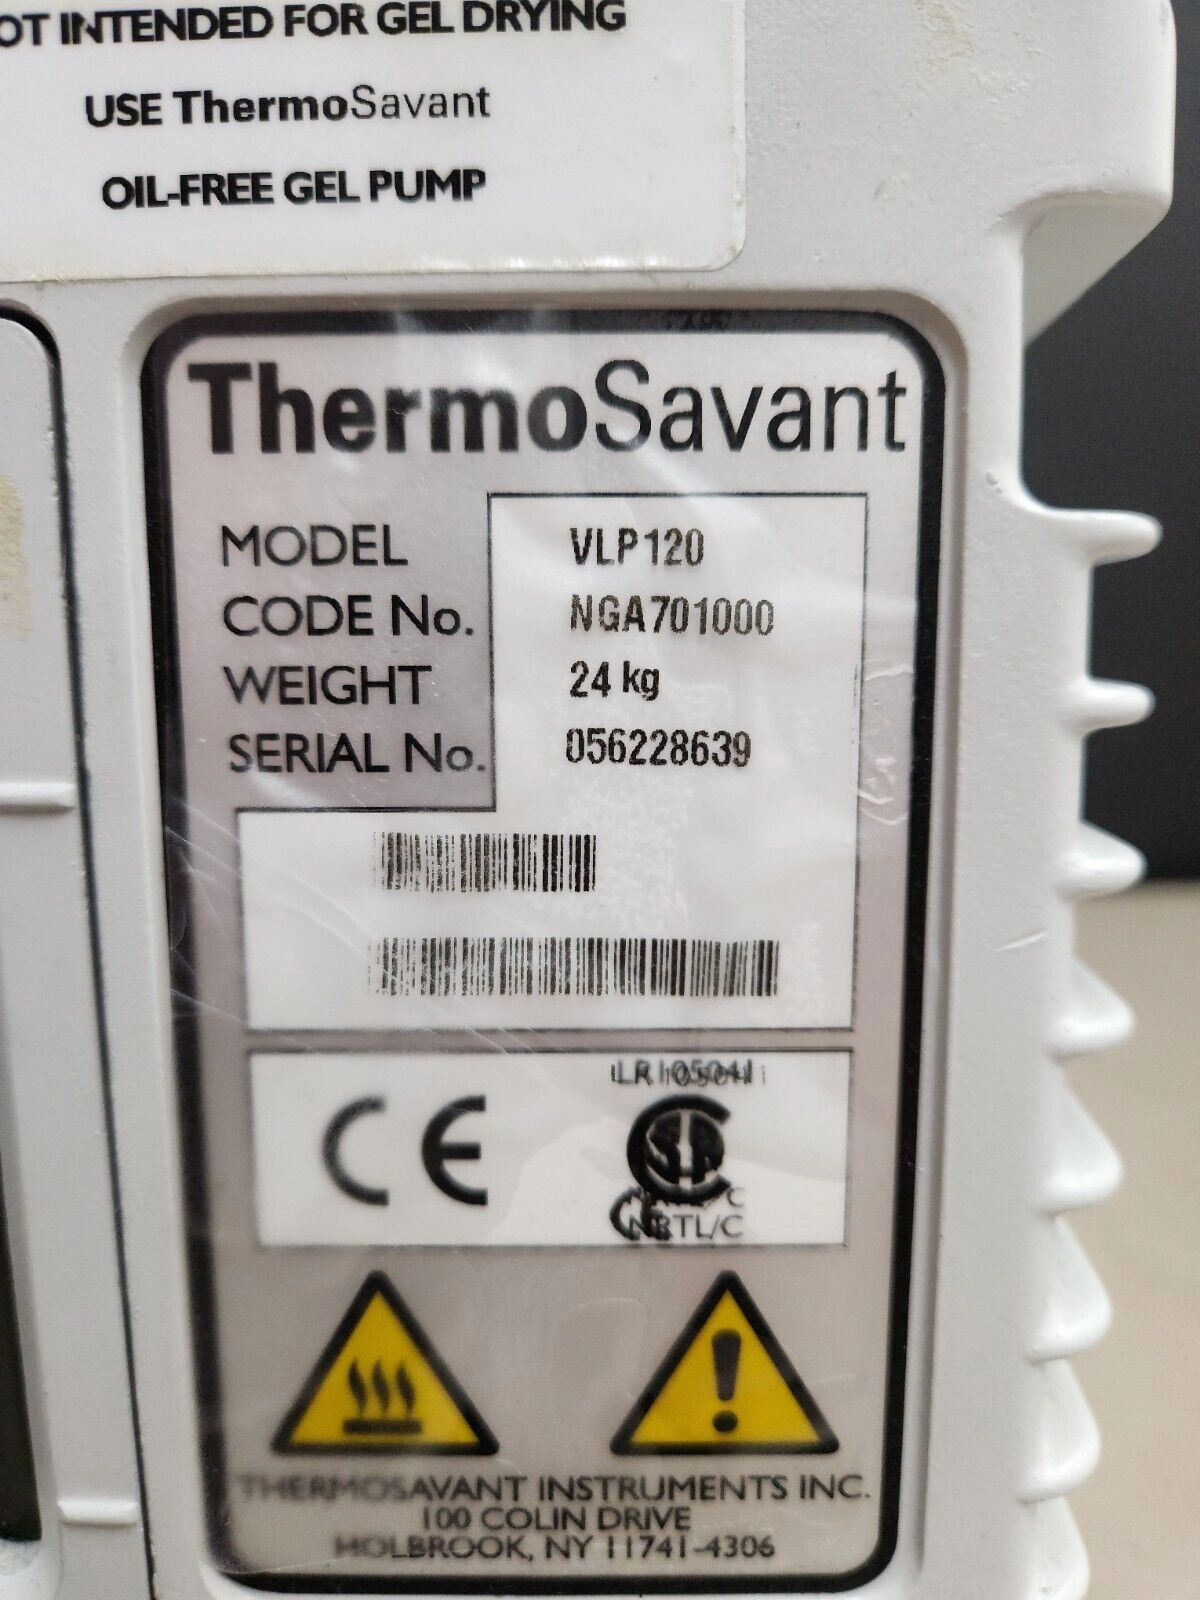 OT INTENDED FOR GEL DRYING
USE ThermoSavant
OIL-FREE GEL PUMP
ThermoSavant
MODEL VLP120
CODE No. NGA701000
WEIGHT 24 kg
SERIAL No. 056228639
CE
NRTL/C
THERMOSAVANT INSTRUMENTS INC.
100 COLIN DRIVE
HOLBROOK, NY 11741-4306